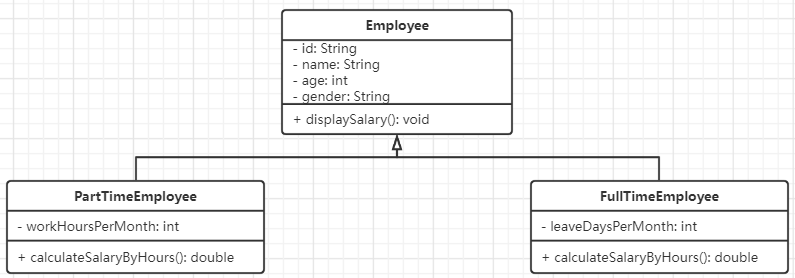 Employee
- id: String
- name: String
- age: int
- gender: String
+ displaySalary(): void
PartTimeEmployee
- workHoursPerMonth: int
+ calculateSalaryByHours(): double
FullTimeEmployee
- leaveDaysPerMonth: int
+ calculateSalaryByHours(): double